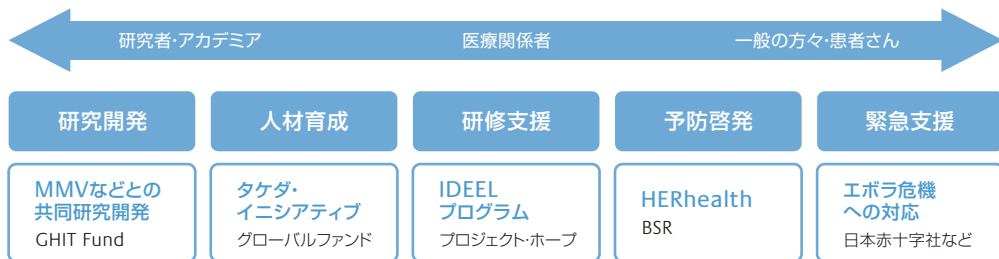 研究者・アカデミア 医療関係者 一般の方々・患者さん
研究開発 人材育成 研修支援 予防啓発 緊急支援
MMVなどとの
共同研究開発
GHIT Fund
タケダ・
イニシアティブ
グローバルファンド
IDEEL
プログラム
プロジェクト・ホープ
HERhealth
BSR
エボラ危機
への対応
日本赤十字社など